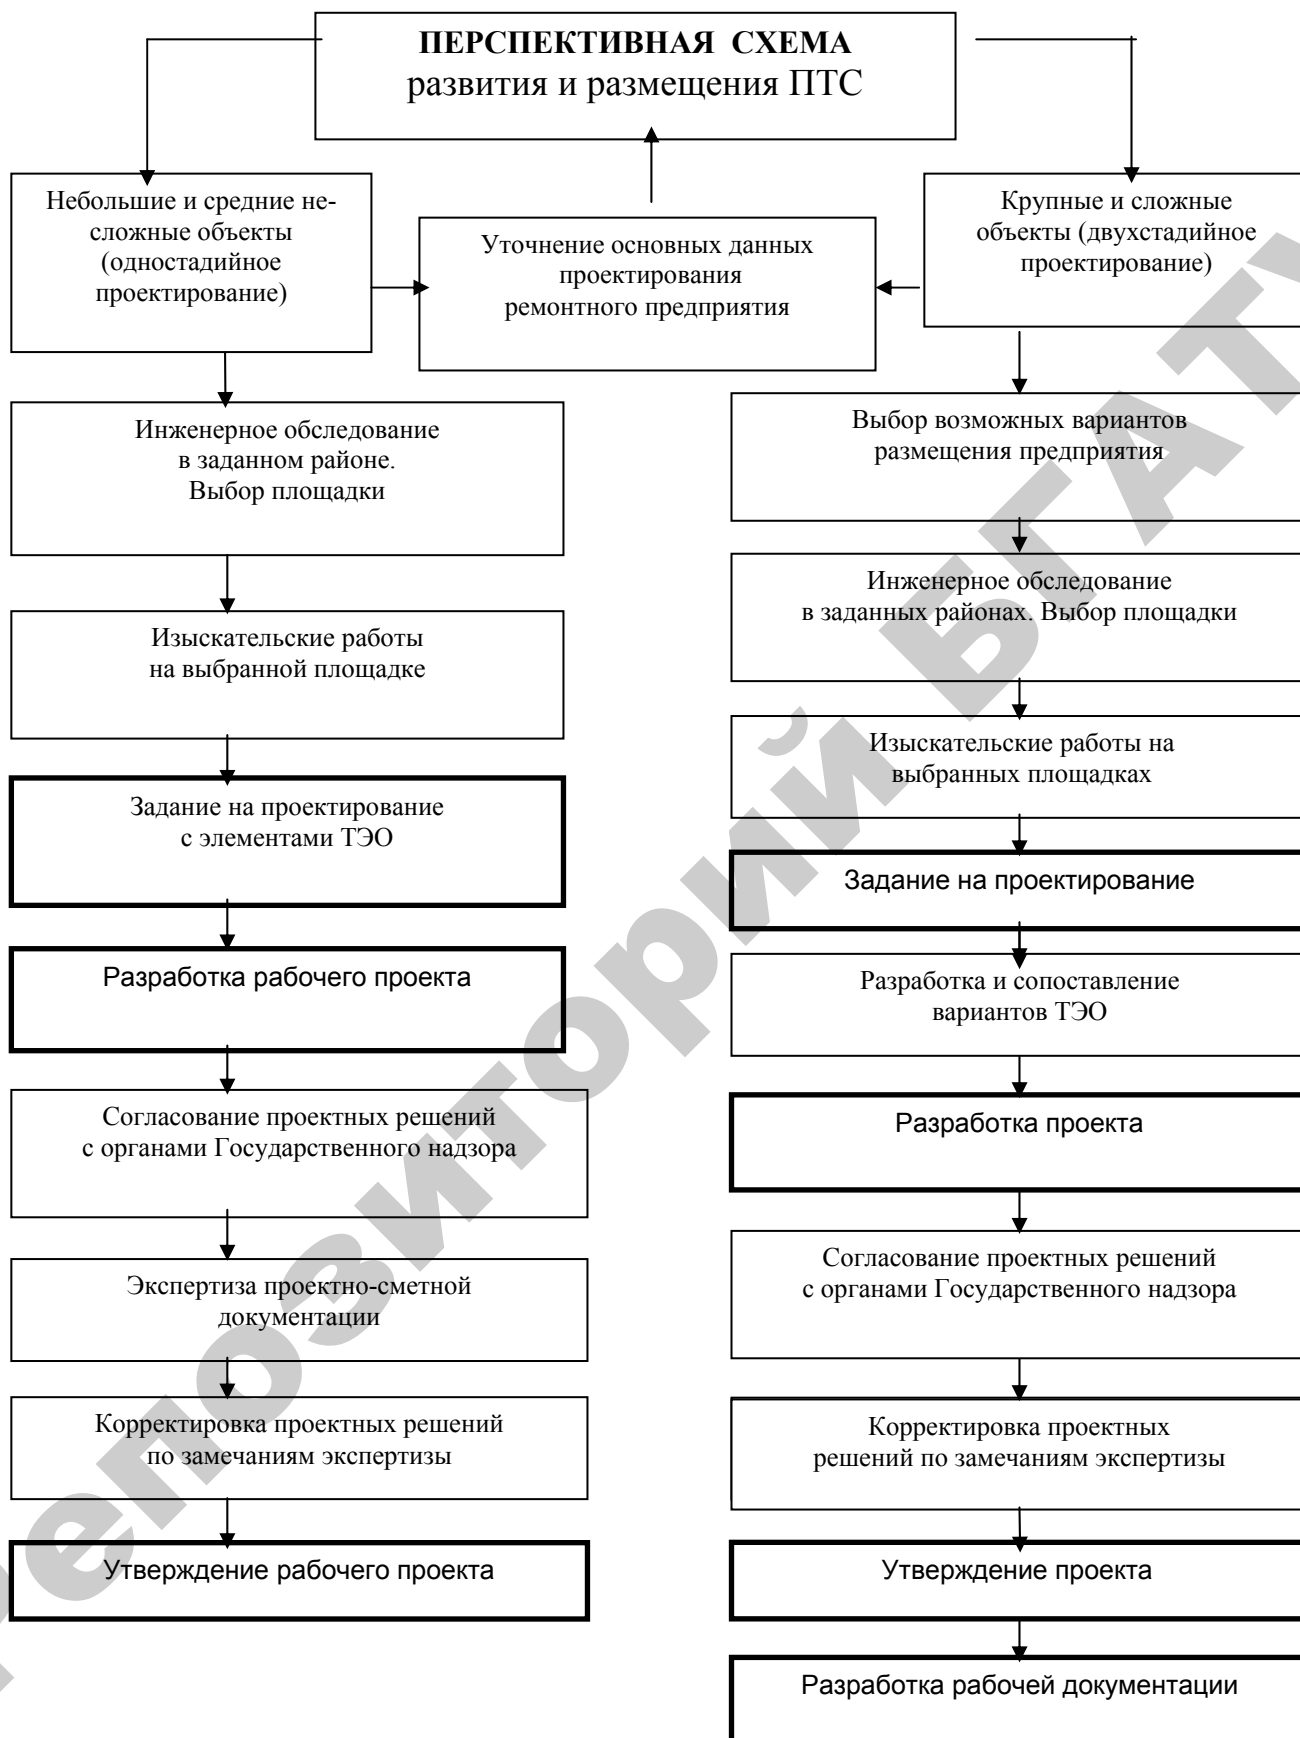 ПЕРСПЕКТИВНАЯ СХЕМА
развития и размещения ПТС
Небольшие и средние не-
сложные объекты
(одностадийное
проектирование)
Уточнение основных данных
проектирования
ремонтного предприятия
Крупные и сложные
объекты (двухстадийное
проектирование)
Инженерное обследование
в заданном районе.
Выбор площадки
Изыскательские работы
на выбранной площадке
Задание на проектирование
с элементами ТЭО
Разработка рабочего проекта
Согласование проектных решений
с органами Государственного надзора
Экспертиза проектно-сметной
документации
Корректировка проектных решений
по замечаниям экспертизы
Утверждение рабочего проекта
Выбор возможных вариантов
размещения предприятия
Инженерное обследование
в заданных районах. Выбор площадки
Изыскательские работы на
выбранных площадках
Задание на проектирование
Разработка и сопоставление
вариантов ТЭО
Разработка проекта
Согласование проектных решений
с органами Государственного надзора
Корректировка проектных
решений по замечаниям экспертизы
Утверждение проекта
Разработка рабочей документации
Репозиторий БГАТУ